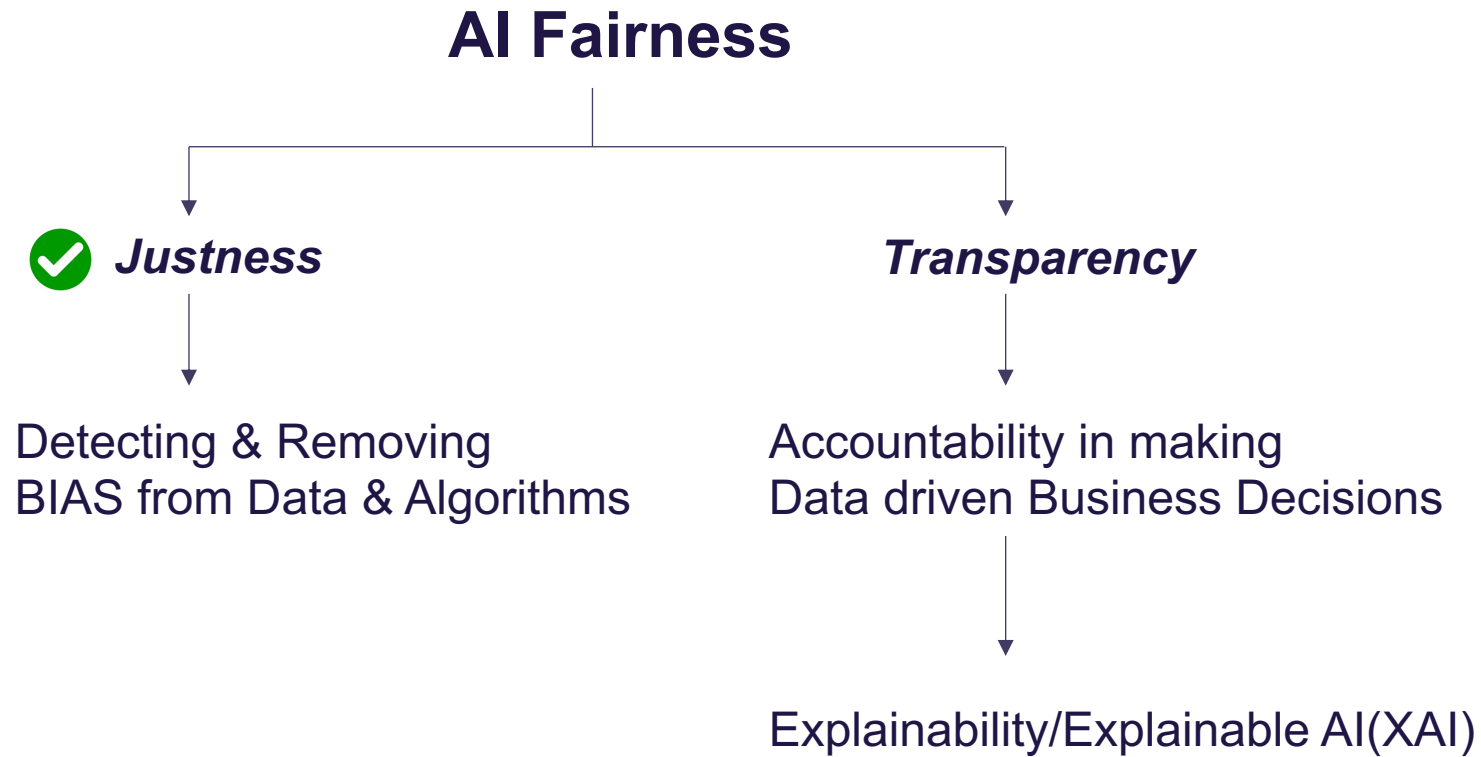 AI Fairness
Justness
Transparency
Detecting & Removing
BIAS from Data & Algorithms
Accountability in making
Data driven Business Decisions
Explainability/Explainable AI(XAI)